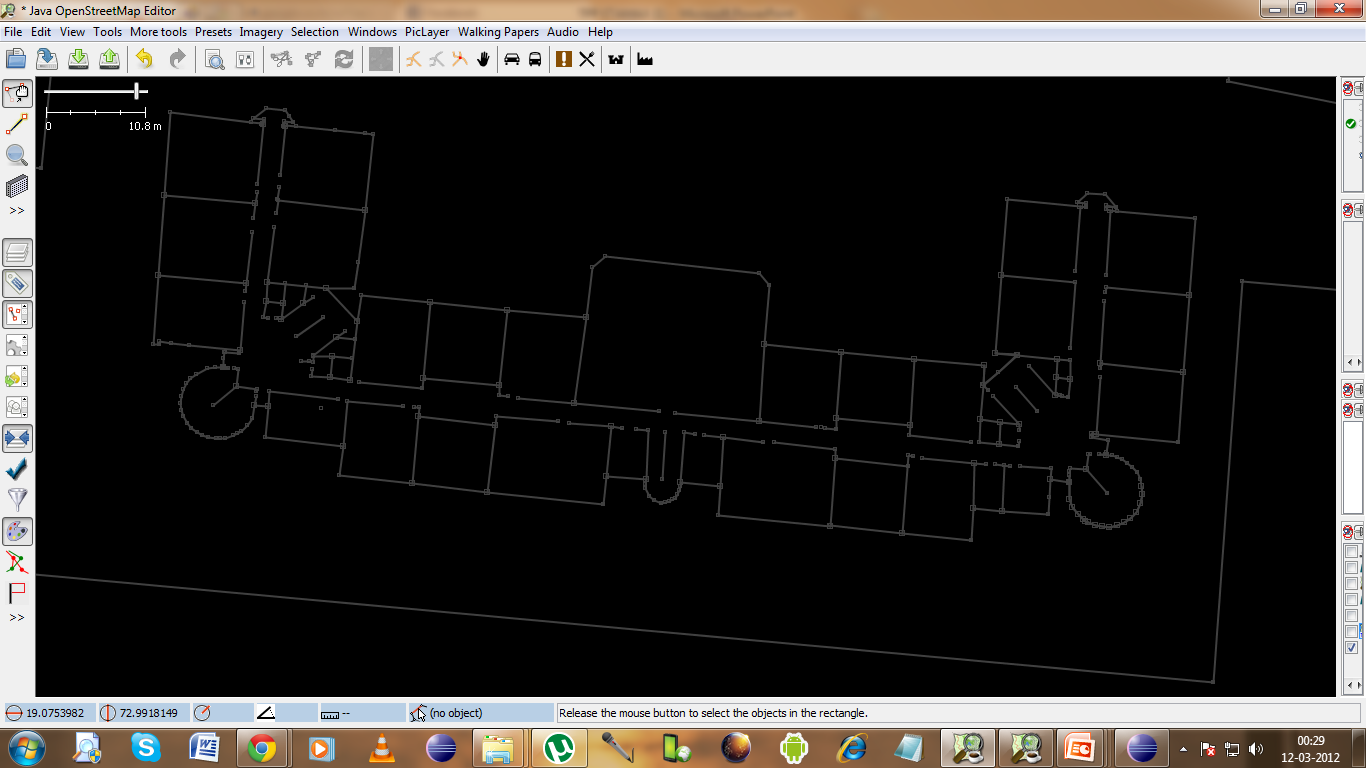 * Java OpenStreetMap Editor
File Edit View Tools More tools Presets Imagery Selection Windows PicLayer Walking Papers Audio Help
0 10.8 m
>>
>>
19.0753982 72.9918149 -- (no object) Release the mouse button to select the objects in the rectangle.
00:29
12-03-2012